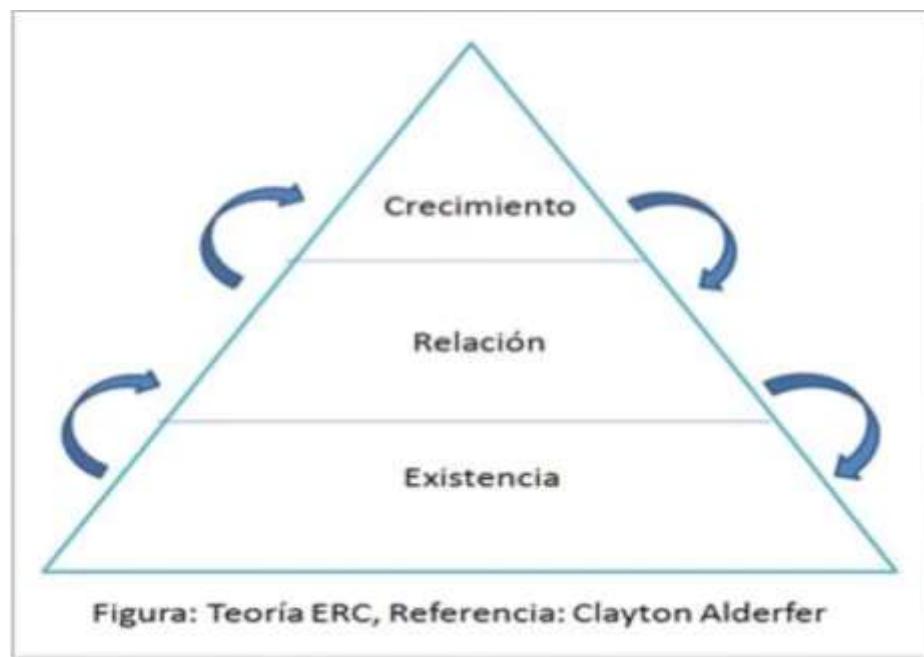 Crecimiento
Relación
Existencia
Figura: Teoría ERC, Referencia: Clayton Alderfer